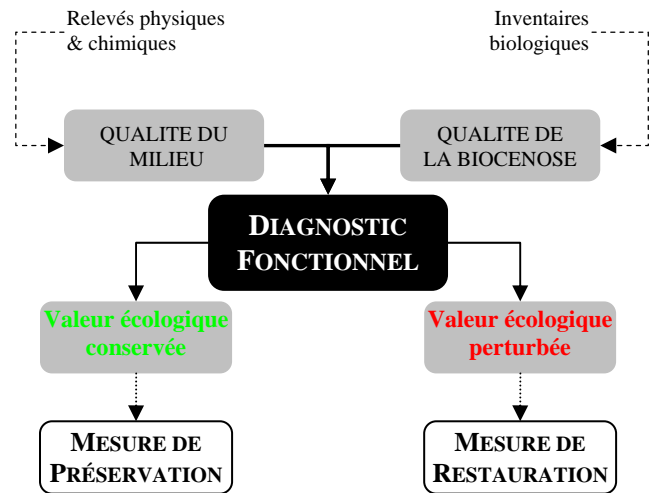 Relevés physiques
& chimiques
Inventaires
biologiques
QUALITE DU
MILIEU
QUALITE DE
LA BIOCENOSE
DIAGNOSTIC
FONCTIONNEL
Valeur écologique
conservée
Valeur écologique
perturbée
MESURE DE
PRÉSERVATION
MESURE DE
RESTAURATION